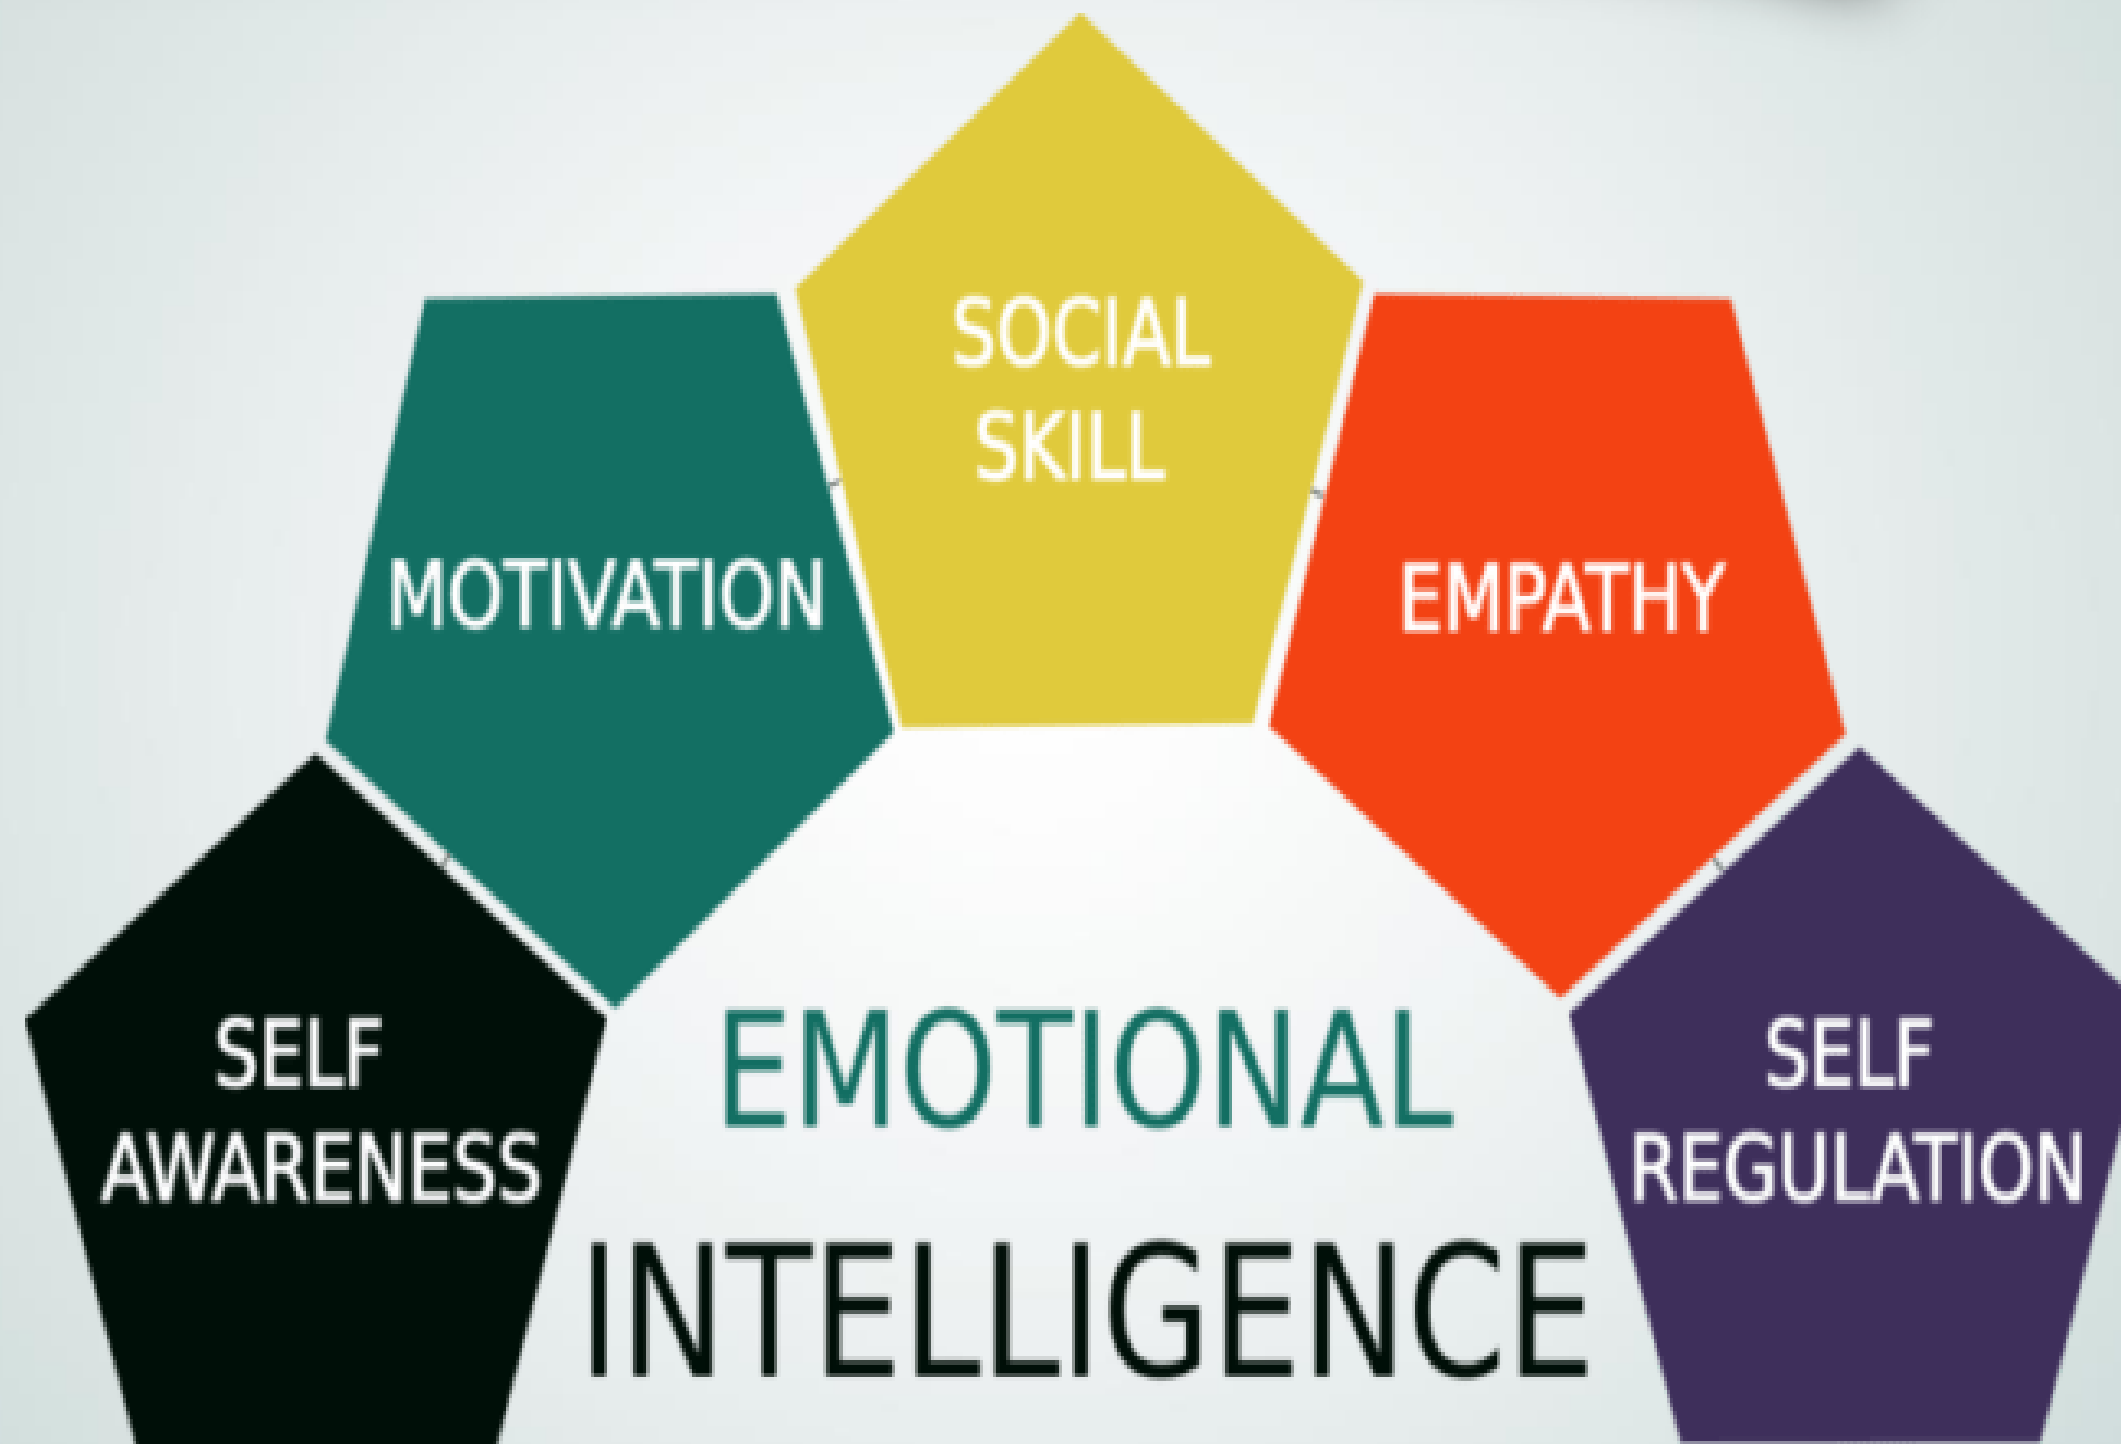 SOCIAL
SKILL
MOTIVATION
EMPATHY
SELF
AWARENESS
SELF
REGULATION
EMOTIONAL
INTELLIGENCE